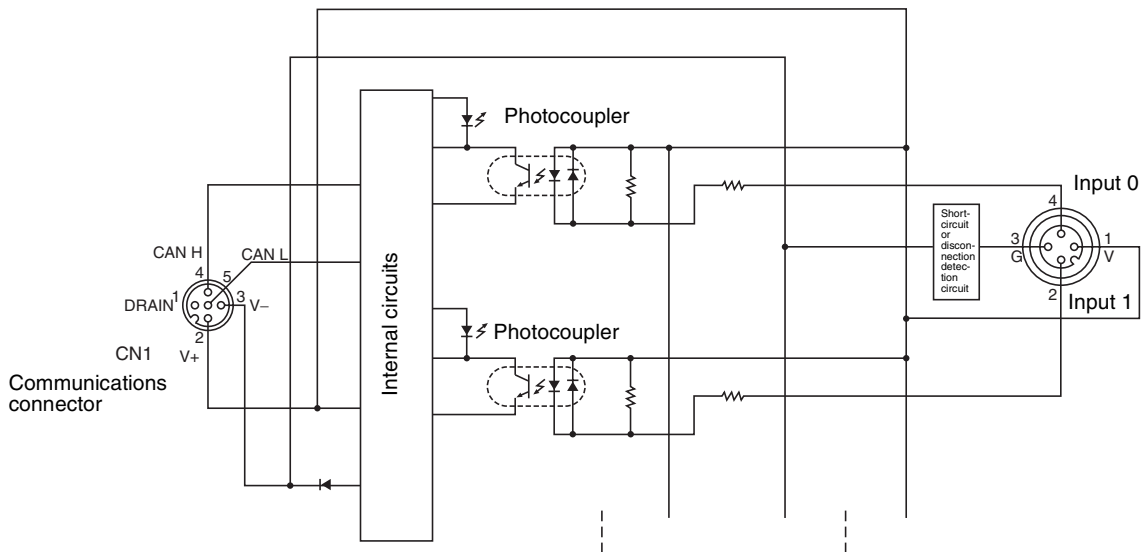 Photocoupler
Input 0
4
Short-
circuit
or
discon-
nection
detec-
tion
circuit
3
G
1
V
2
Input 1
CAN H
4
CAN L
5
DRAIN
1
3
V−
2
CN1
V+
Communications
connector
Internal circuits
Photocoupler